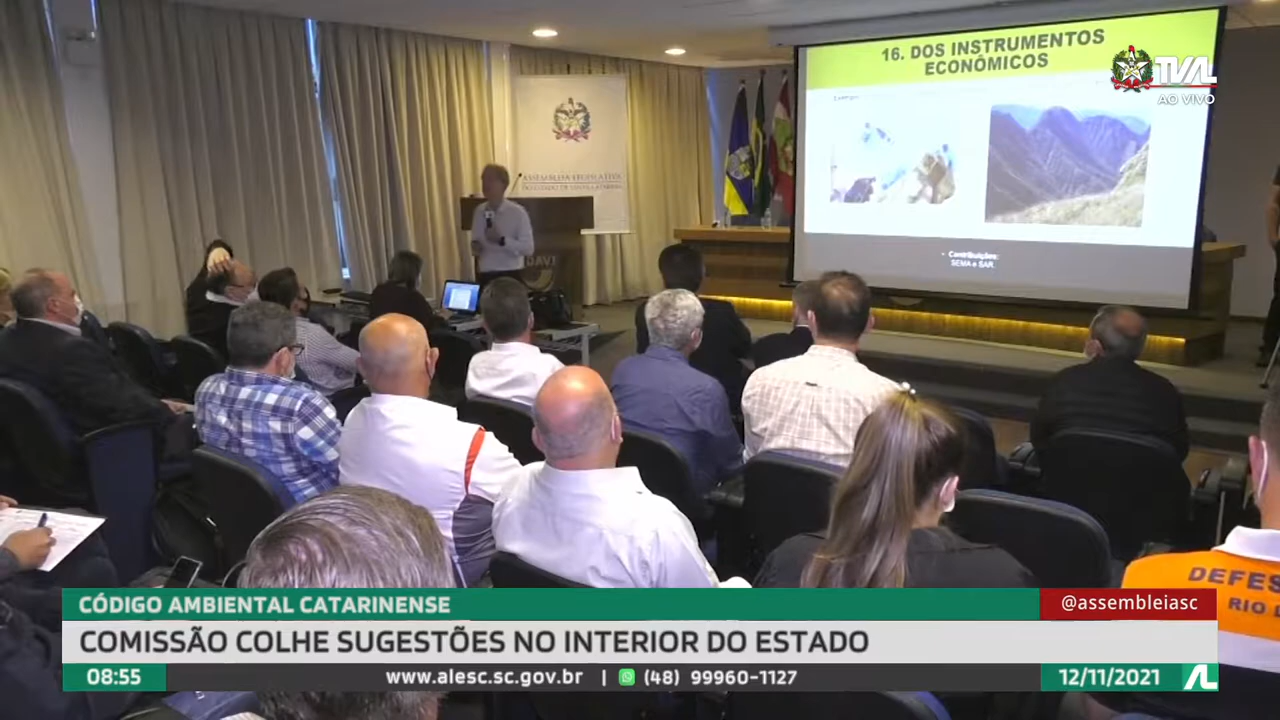 16. DOS INSTRUMENTOS
ECONÔMICOS
TVAL
AO VIVO
ASSEMBLEIA LEGISLATIVA
DO ESTADO DE SANTA CATARINA
• Contribuições:
SEMA e SAR.
DEFES
RIO D
CÓDIGO AMBIENTAL CATARINENSE
@assembleiasc
COMISSÃO COLHE SUGESTÕES NO INTERIOR DO ESTADO
08:55
www.alesc.sc.gov.br | (48) 99960-1127
12/11/2021